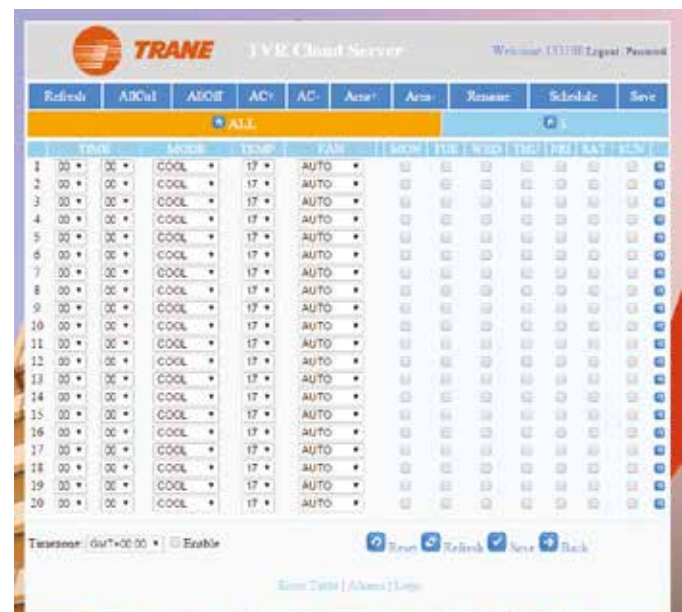 TRANE TVR Cloud Server Welcome Logout Password
Refresh AllCtrl AllOff AC+ AC- Area+ Area- Rename Schedule Save
ALL 1
TIME MODE TEMP FAN MON TUE WED THU FRI SAT SUN
1 00 00 COOL 17 AUTO
2 00 00 COOL 17 AUTO
3 00 00 COOL 17 AUTO
4 00 00 COOL 17 AUTO
5 00 00 COOL 17 AUTO
6 00 00 COOL 17 AUTO
7 00 00 COOL 17 AUTO
8 00 00 COOL 17 AUTO
9 00 00 COOL 17 AUTO
10 00 00 COOL 17 AUTO
11 00 00 COOL 17 AUTO
12 00 00 COOL 17 AUTO
13 00 00 COOL 17 AUTO
14 00 00 COOL 17 AUTO
15 00 00 COOL 17 AUTO
16 00 00 COOL 17 AUTO
17 00 00 COOL 17 AUTO
18 00 00 COOL 17 AUTO
19 00 00 COOL 17 AUTO
20 00 00 COOL 17 AUTO
Timezone: GMT+00:00 Enable Reset Refresh Save Back
Error Table | Alarms | Logs